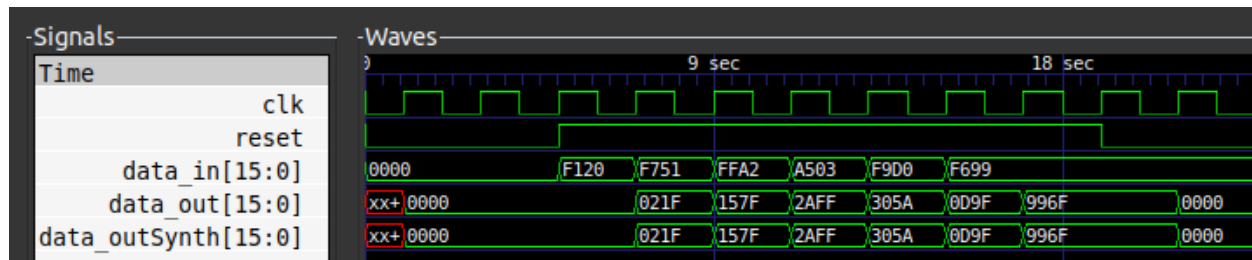 Signals Waves
Time 0 9 sec 18 sec
clk
reset
data_in[15:0] 0000 F120 F751 FFA2 A503 F9D0 F699
data_out[15:0] xx+ 0000 021F 157F 2AFF 305A 0D9F 996F 0000
data_outSynth[15:0] xx+ 0000 021F 157F 2AFF 305A 0D9F 996F 0000